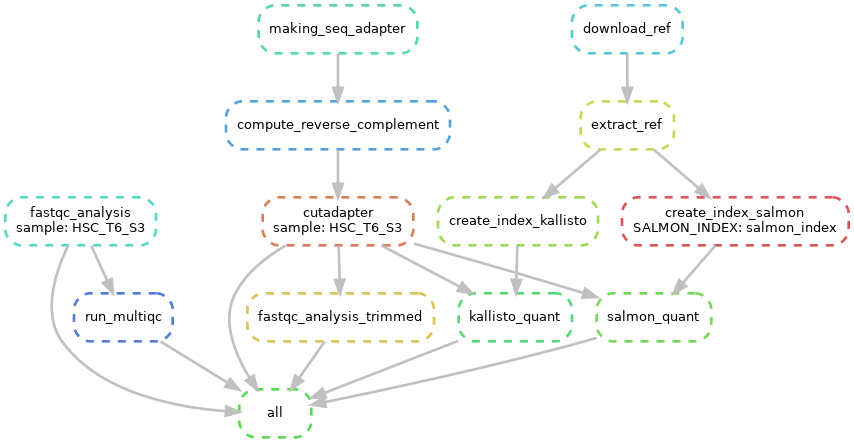 making_seq_adapter
download_ref
compute_reverse_complement
extract_ref
fastqc_analysis
sample: HSC_T6_S3
cutadapter
sample: HSC_T6_S3
create_index_kallisto
create_index_salmon
SALMON_INDEX: salmon_index
run_multiqc
fastqc_analysis_trimmed
kallisto_quant
salmon_quant
all